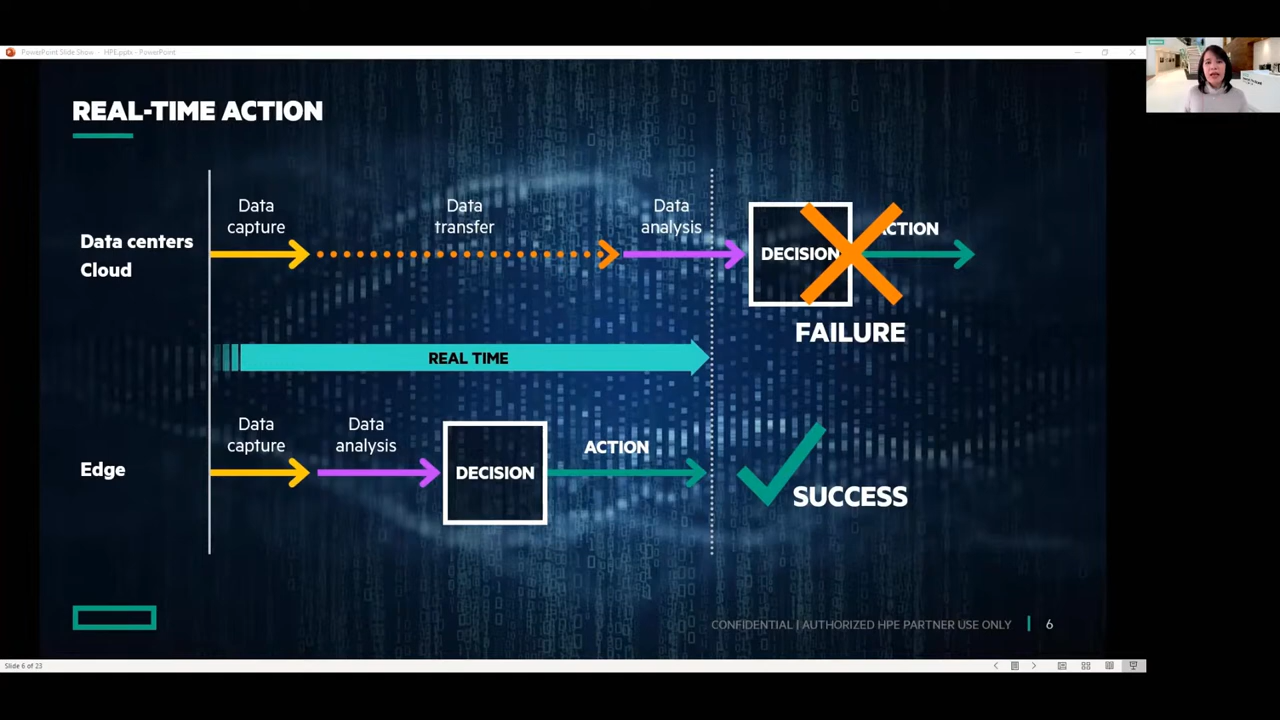 PowerPoint Slide Show - HPE.pptx - PowerPoint
REAL-TIME ACTION
Data centers
Cloud
Data
capture
Data
transfer
Data
analysis
DECISION
ACTION
FAILURE
REAL TIME
Edge
Data
capture
Data
analysis
DECISION
ACTION
SUCCESS
CONFIDENTIAL | AUTHORIZED HPE PARTNER USE ONLY | 6
Slide 6 of 23